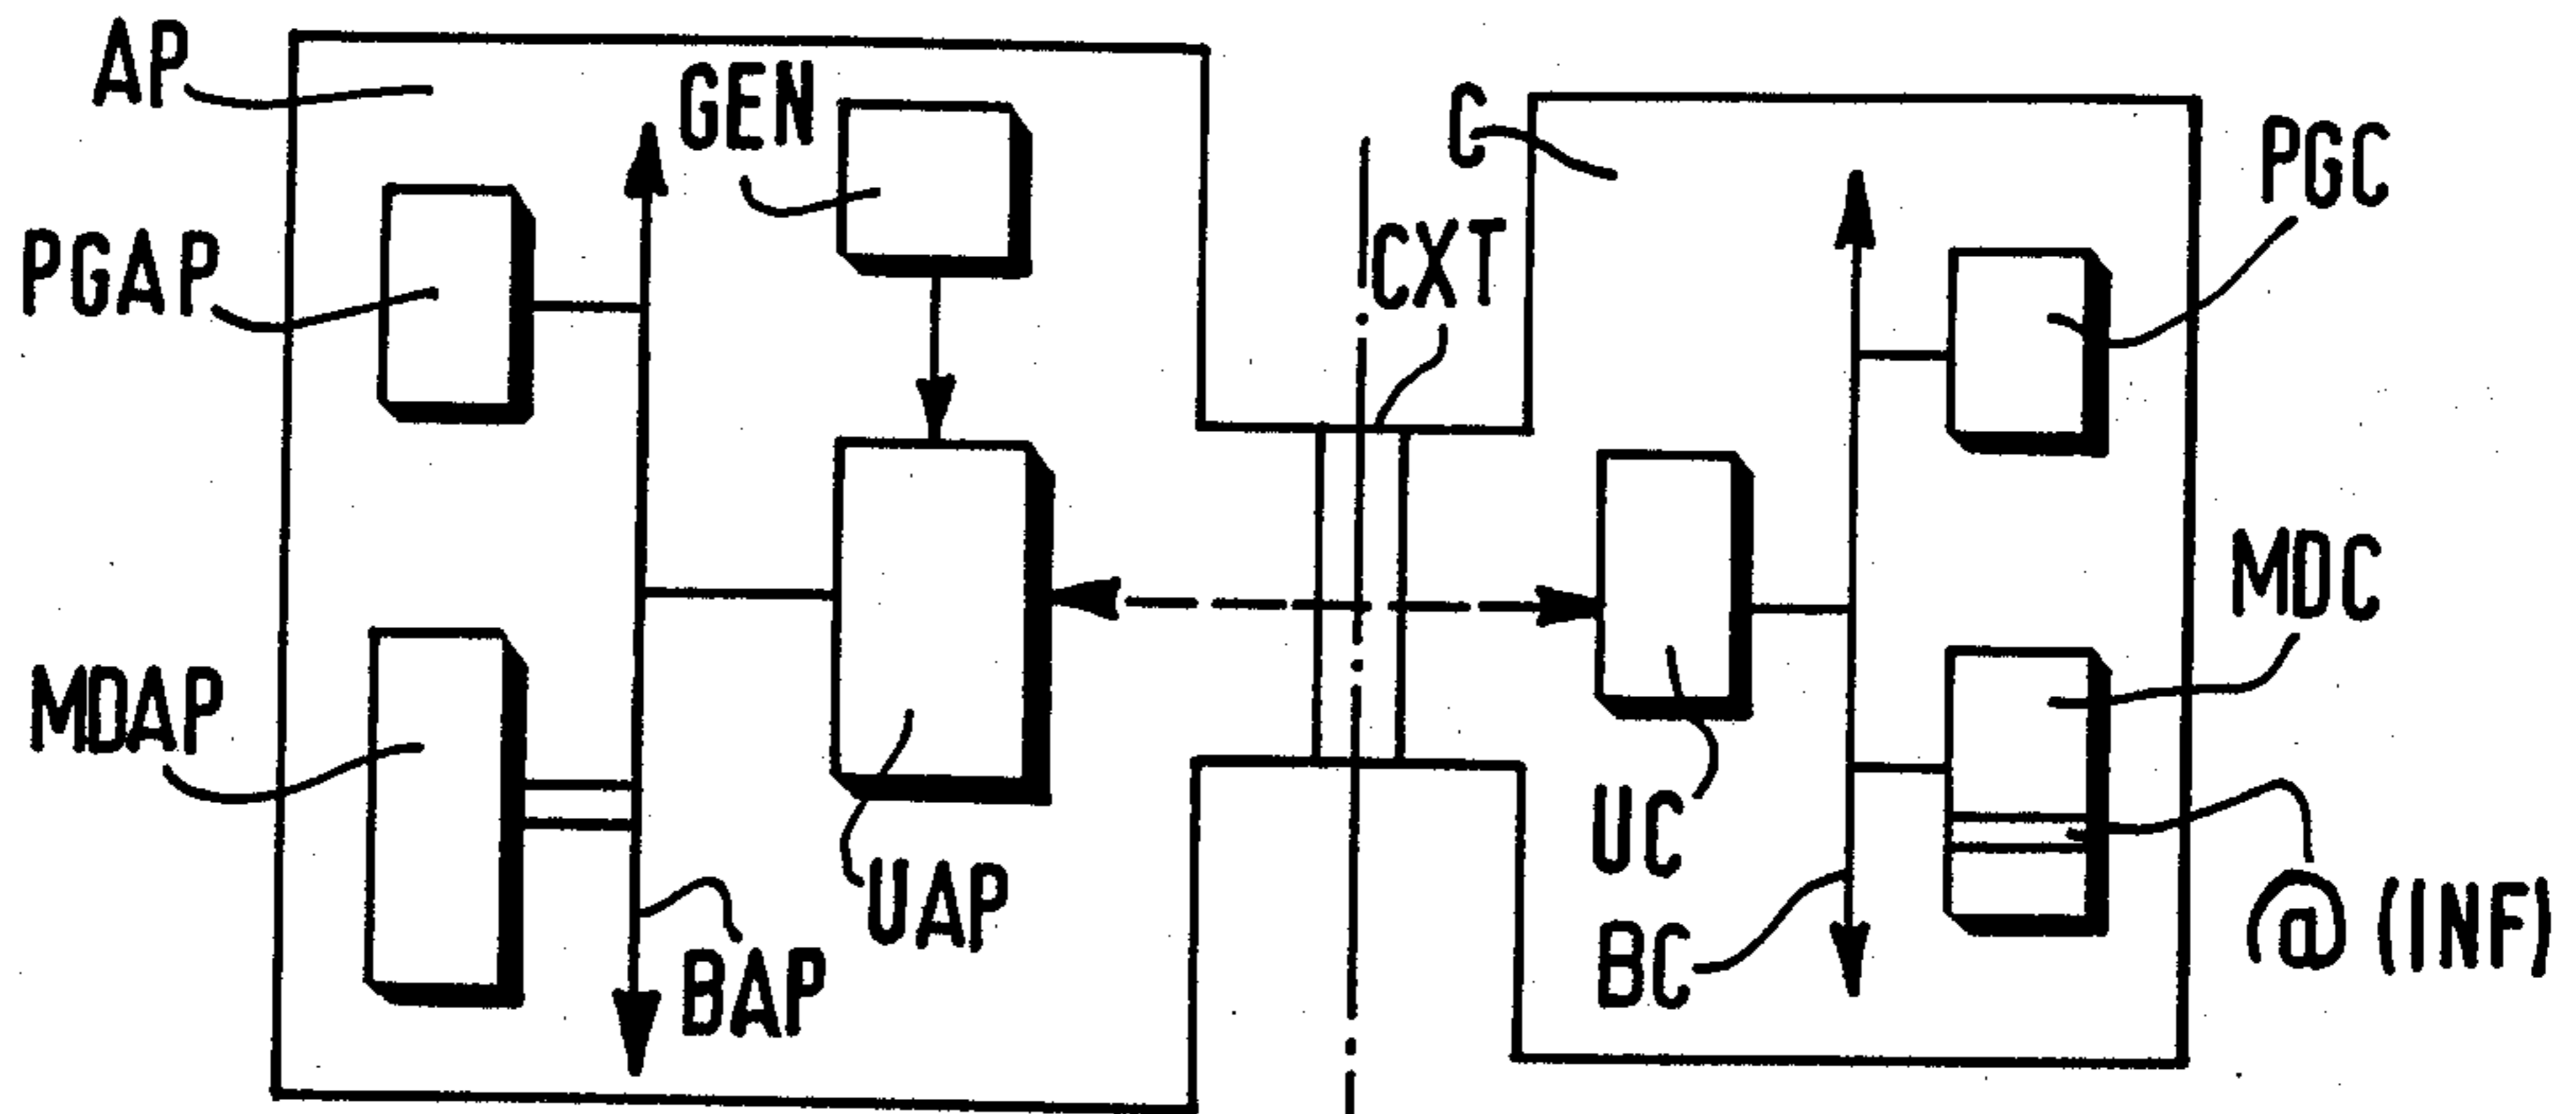 AP
GEN
C
PGC
PGAP
CXT
MDC
MDAP
UC
UAP
@ (INF)
BAP
BC